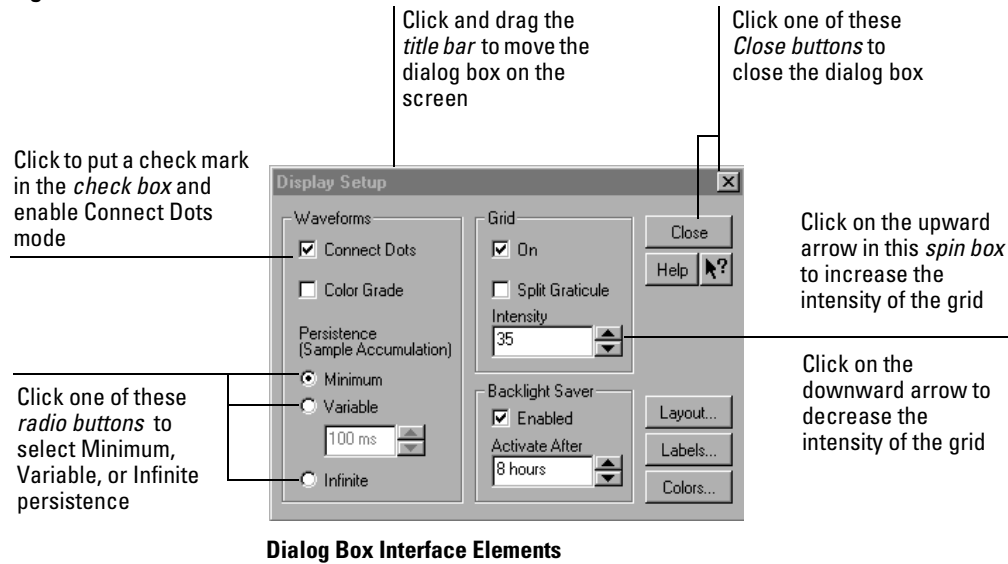 Click and drag the
title bar to move the
dialog box on the
screen
Click one of these
Close buttons to
close the dialog box
Click to put a check mark
in the check box and
enable Connect Dots
mode
Click one of these
radio buttons to
select Minimum,
Variable, or Infinite
persistence
Display Setup
Waveforms
Connect Dots
Color Grade
Persistence
(Sample Accumulation)
Minimum
Variable
100 ms
Infinite
Grid
On
Split Graticule
Intensity
35
Backlight Saver
Enabled
Activate After
8 hours
Close
Help ?
Layout...
Labels...
Colors...
Click on the upward
arrow in this spin box
to increase the
intensity of the grid
Click on the
downward arrow to
decrease the
intensity of the grid
Dialog Box Interface Elements